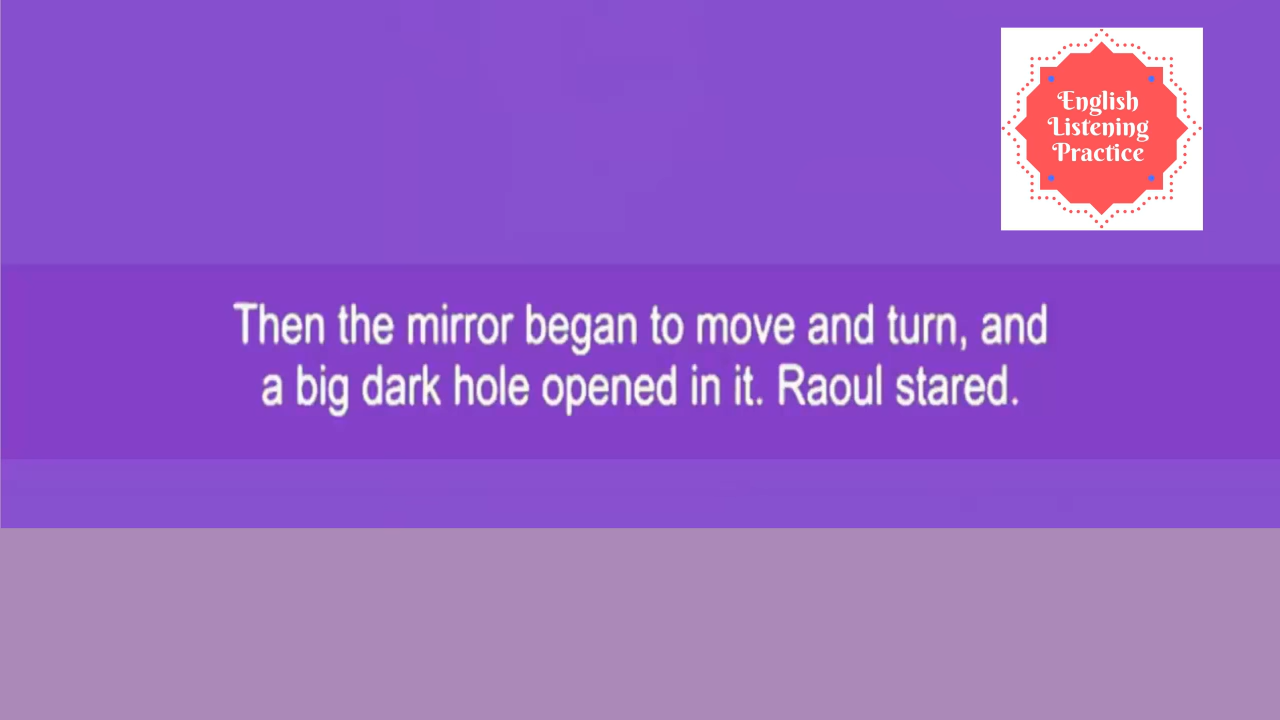 English
Listening
Practice
Then the mirror began to move and turn, and
a big dark hole opened in it. Raoul stared.